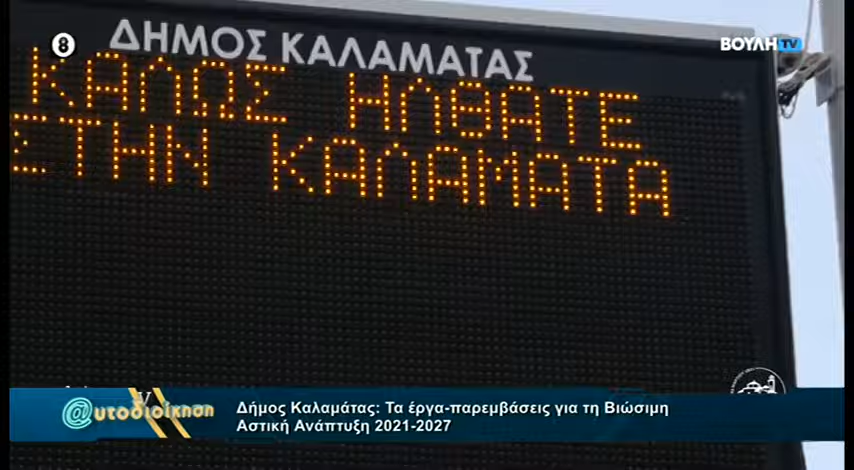 8
ΔΗΜΟΣ ΚΑΛΑΜΑΤΑΣ
ΒΟΥΛΗ TV
ΚΑΛΩΣ ΗΛΘΑΤΕ
ΣΤΗΝ ΚΑΛΑΜΑΤΑ
@υτοδιοίκηση
Δήμος Καλαμάτας: Τα έργα-παρεμβάσεις για τη Βιώσιμη
Αστική Ανάπτυξη 2021-2027